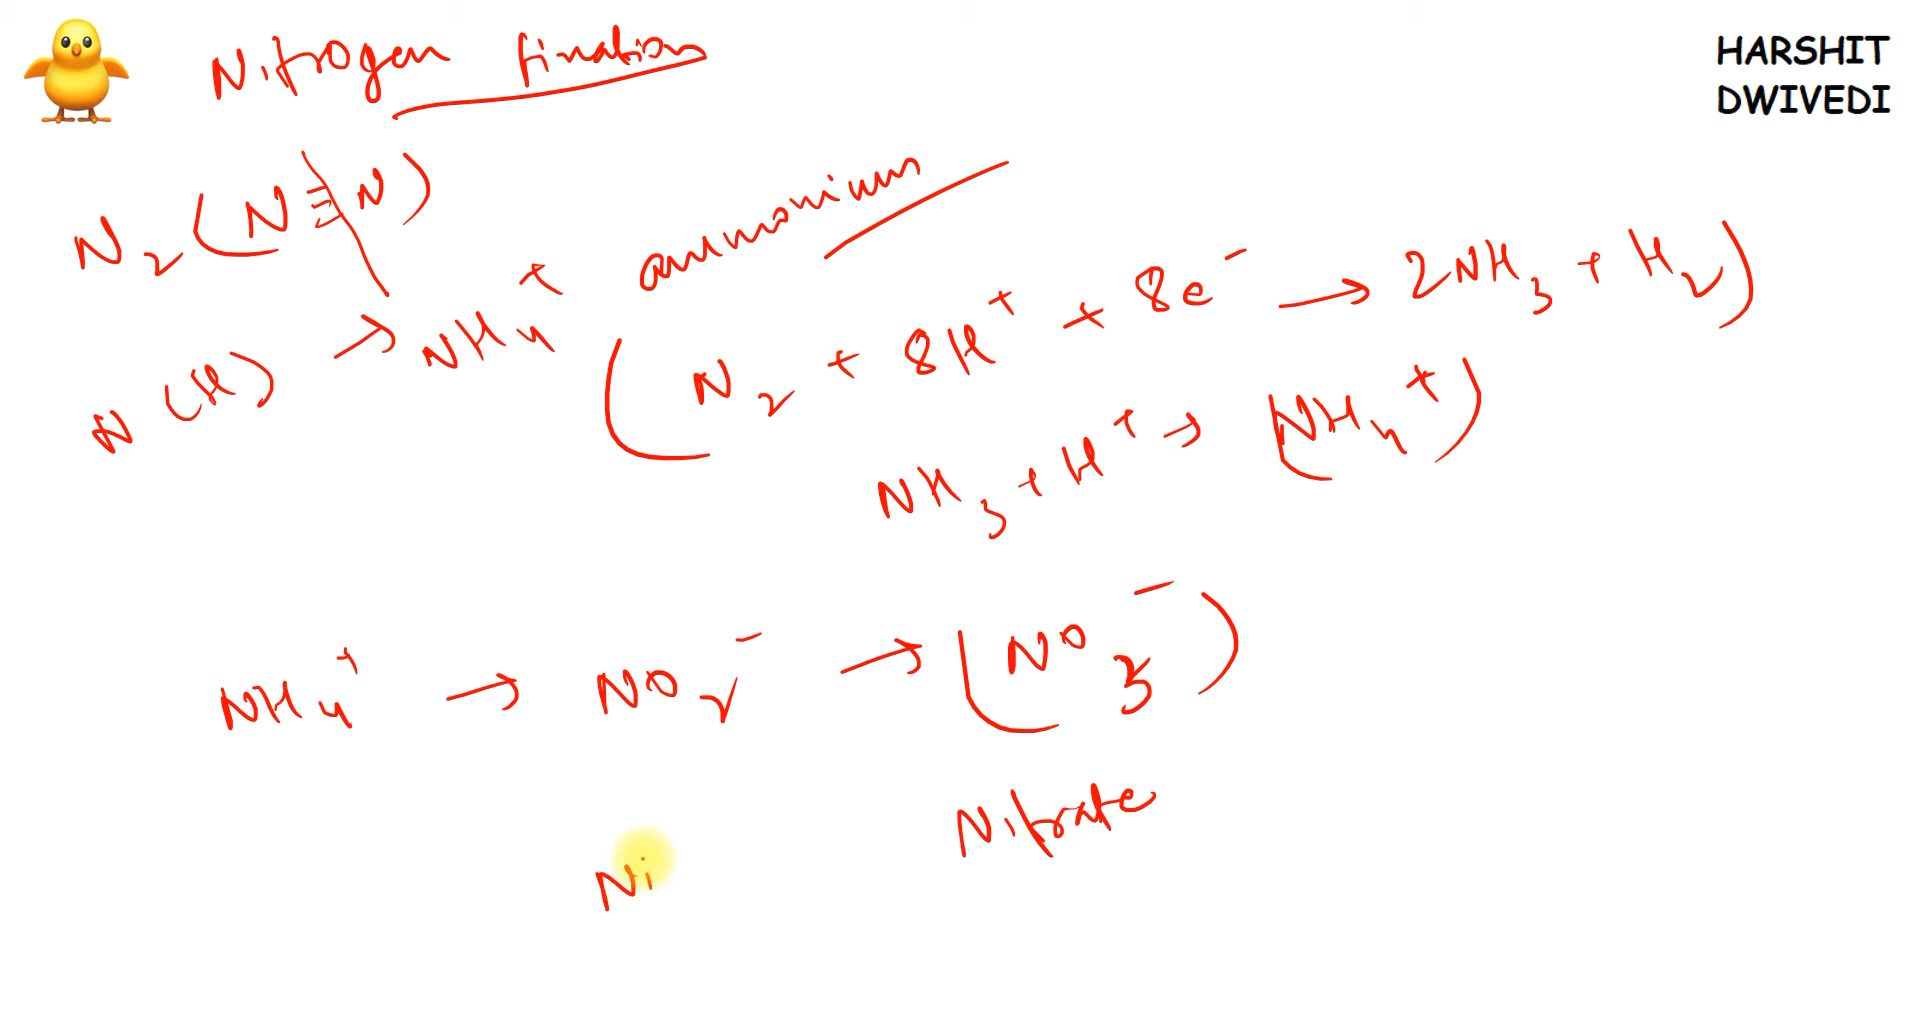 Nitrogen fixation
HARSHIT
DWIVEDI
N₂ (N≡N)
ammonium
N(H) → NH₄⁺
(N₂ + 8H⁺ + 8e⁻ → 2NH₃ + H₂)
NH₃ + H⁺ → (NH₄⁺)
NH₄⁺ → NO₂⁻ → (NO₃⁻)
Nitrate
Ni